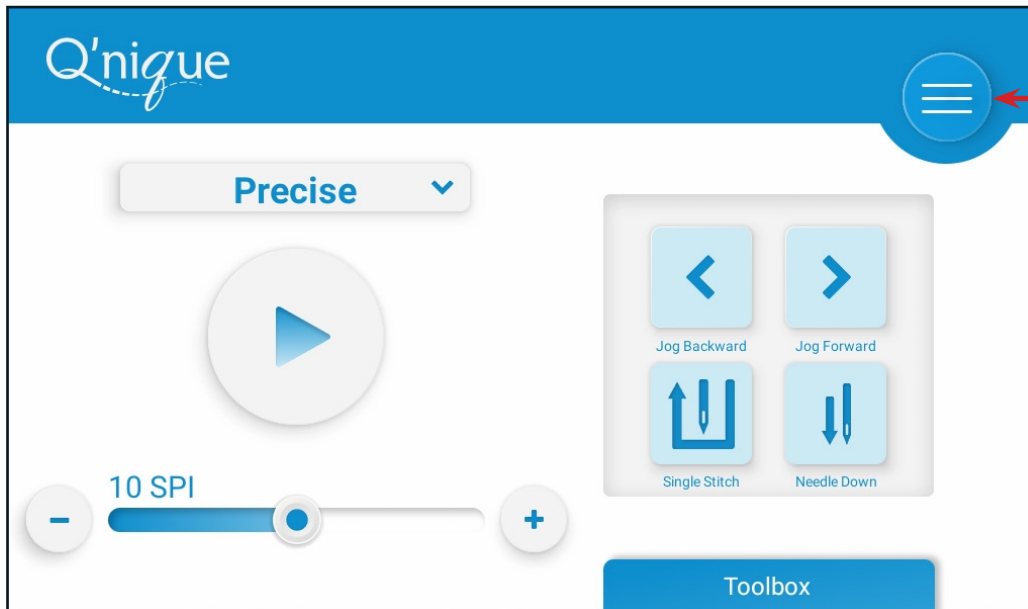 Q'nique
Precise
10 SPI
Jog Backward
Jog Forward
Single Stitch
Needle Down
Toolbox